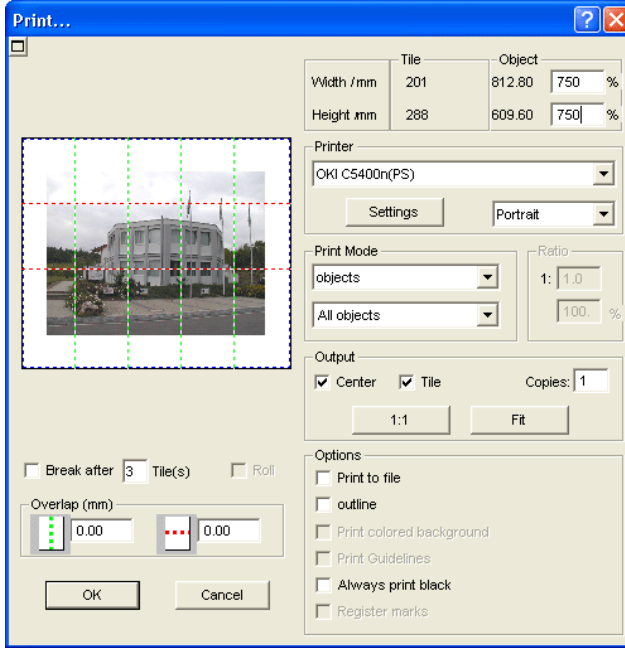 Print...
Tile Object
Width /mm 201 812.80 750 %
Height /mm 288 609.60 750 %
Printer
OKI C5400n(PS)
Settings Portrait
Print Mode Ratio
objects 1: 1.0
All objects 100. %
Output
Center Tile Copies: 1
1:1 Fit
Break after 3 Tile(s) Roll
Overlap (mm)
0.00 0.00
OK Cancel
Options
Print to file
outline
Print colored background
Print Guidelines
Always print black
Register marks